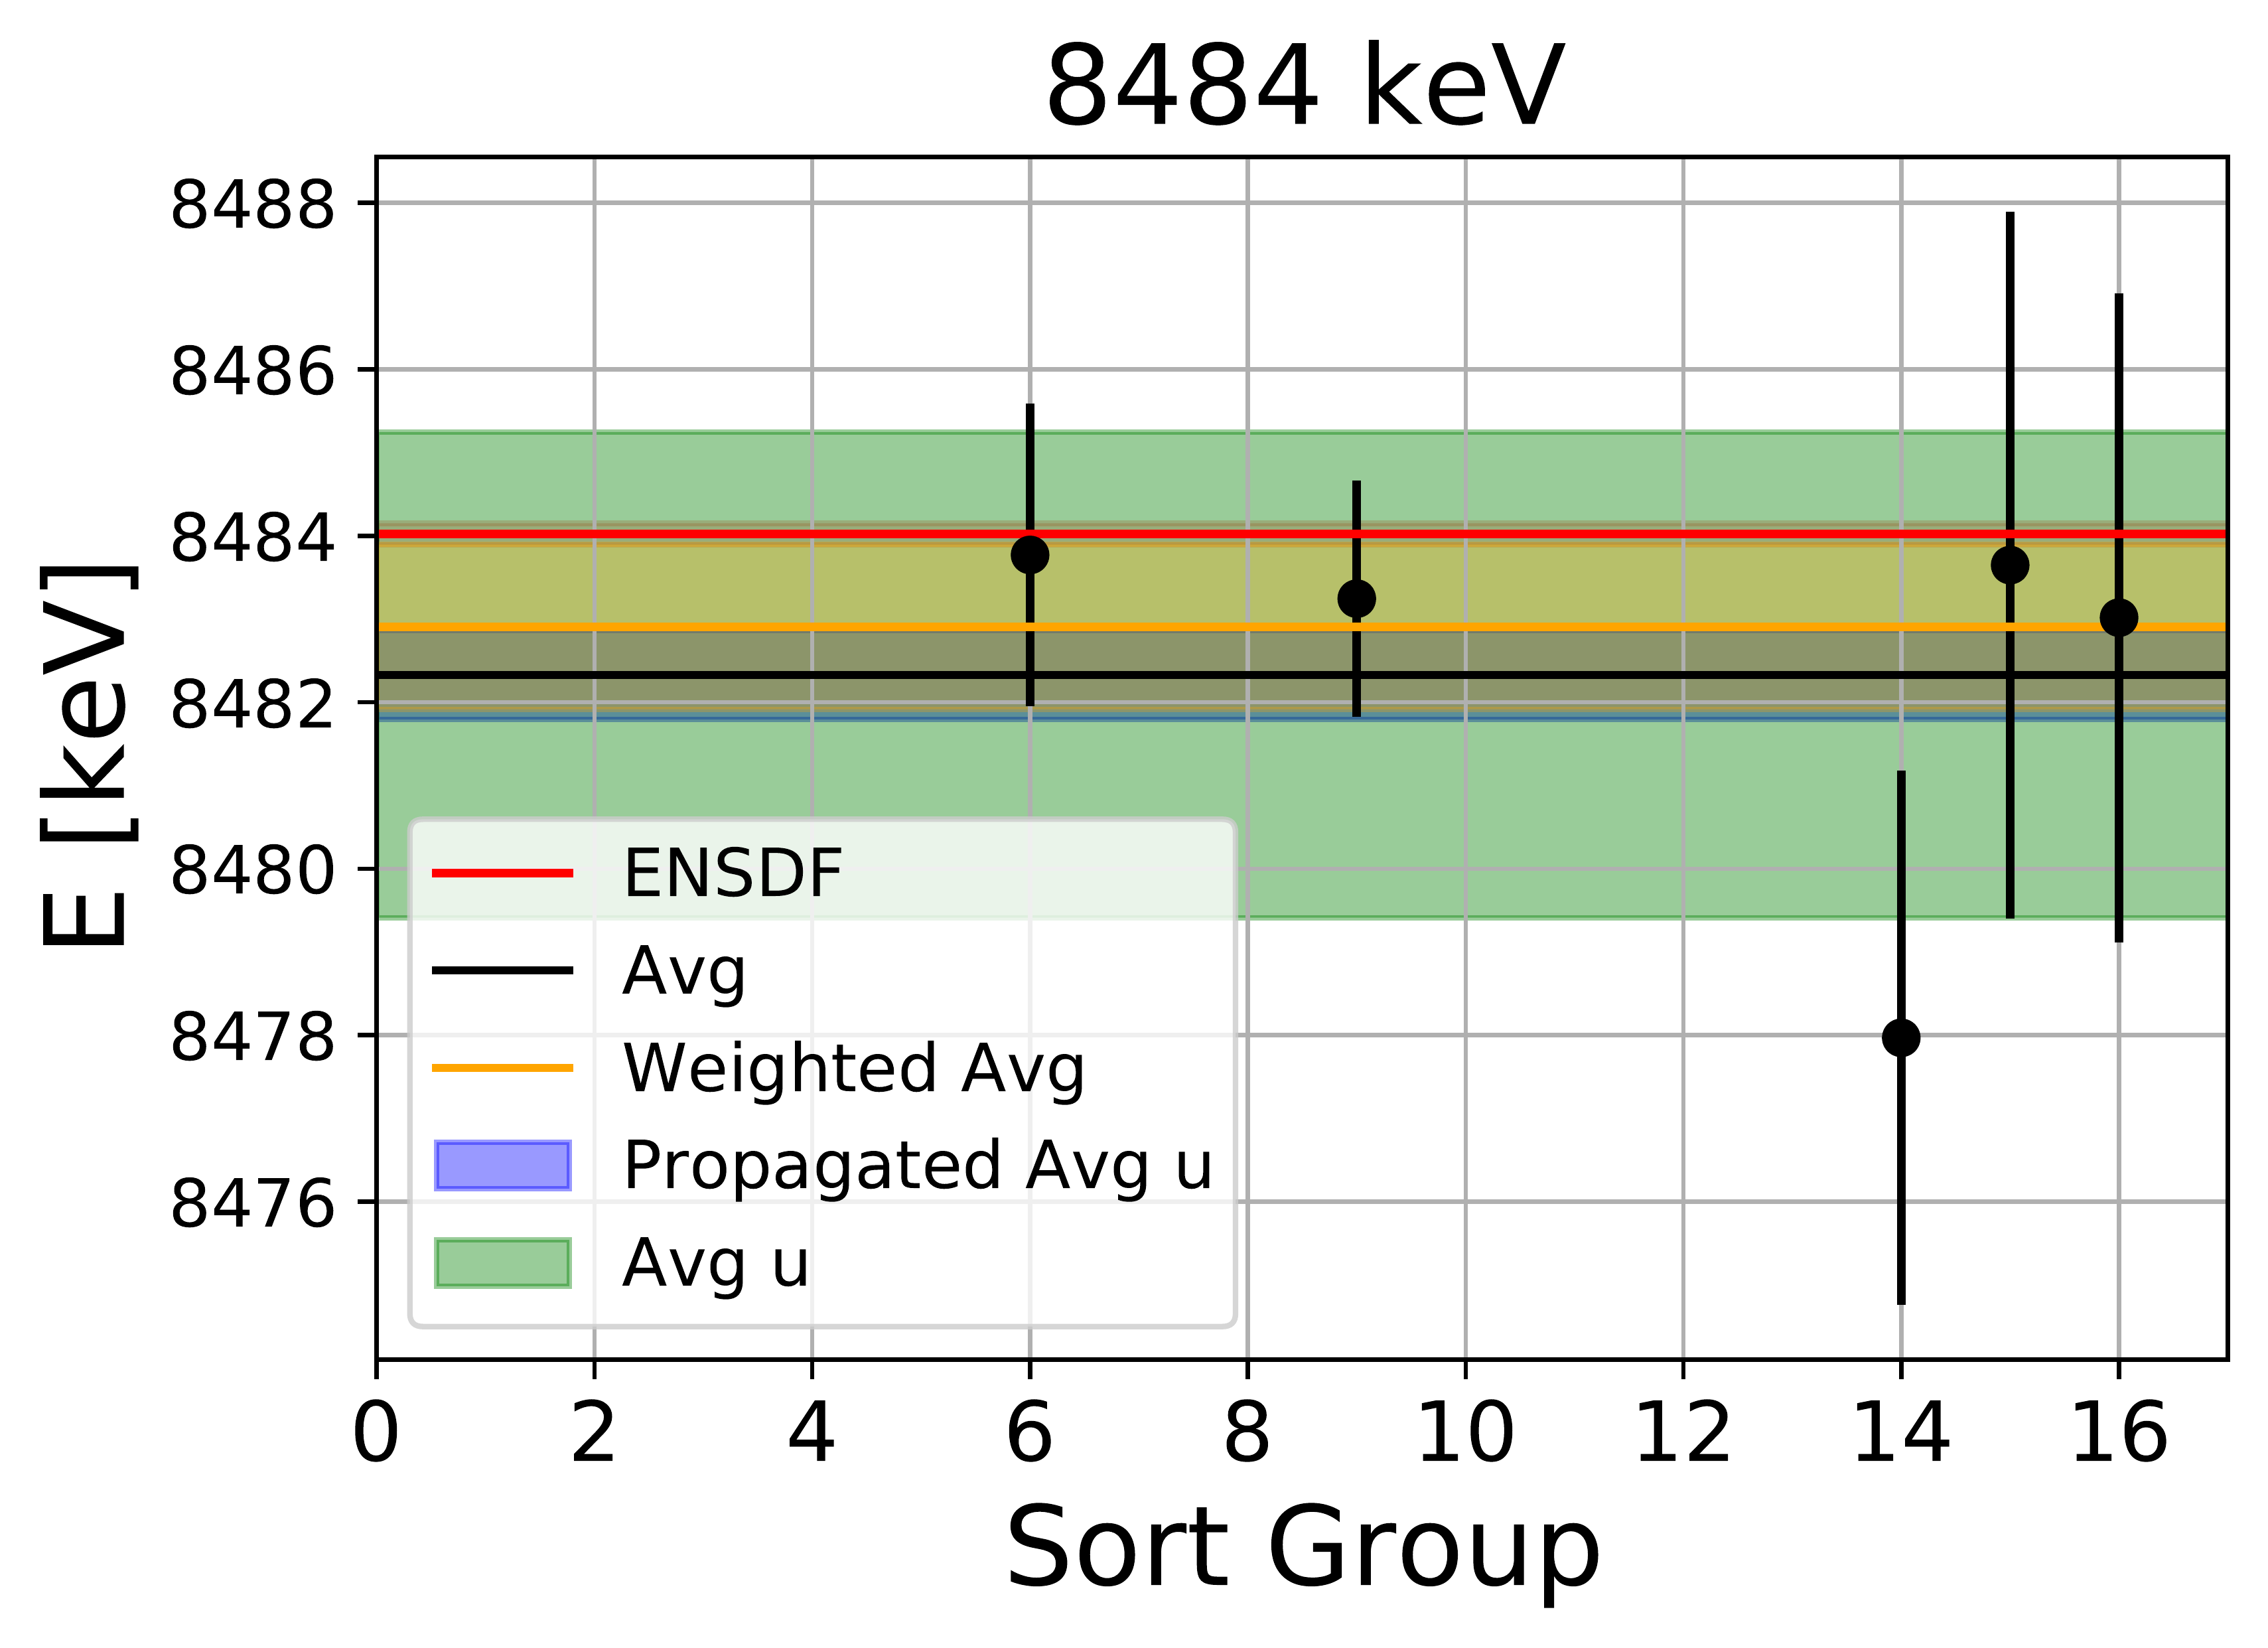 8484 keV
8488
8486
8484
8482
8480
8478
8476
E [keV]
ENSDF
Avg
Weighted Avg
Propagated Avg u
Avg u
0 2 4 6 8 10 12 14 16
Sort Group